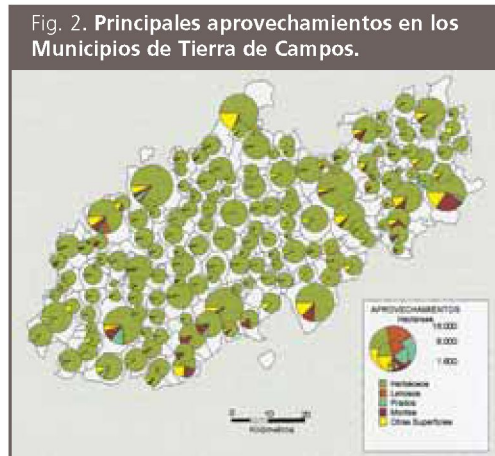 Fig. 2. Principales aprovechamientos en los
Municipios de Tierra de Campos.
APROVECHAMIENTOS
Hectáreas
16.000
8.000
1.600
Herbáceos
Leñosos
Prados
Montes
Otras Superficies
0 10 20
Kilómetros